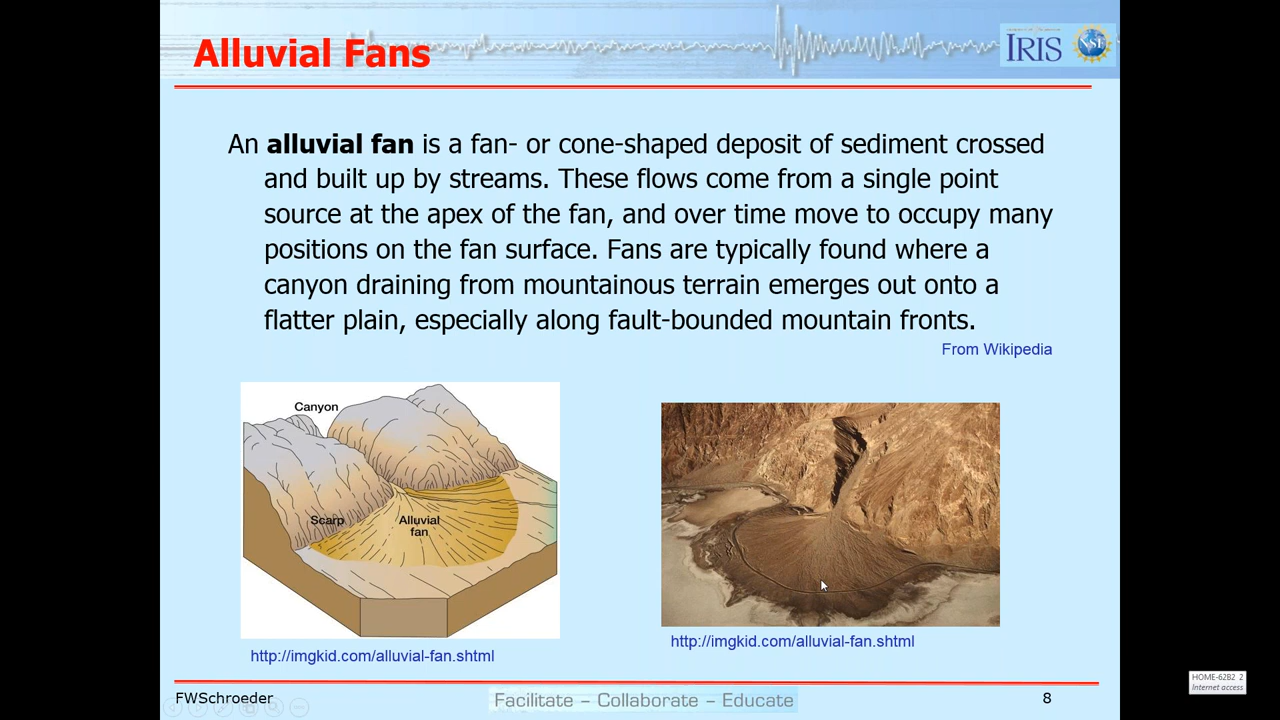 Alluvial Fans
IRIS
NSF
An alluvial fan is a fan- or cone-shaped deposit of sediment crossed
and built up by streams. These flows come from a single point
source at the apex of the fan, and over time move to occupy many
positions on the fan surface. Fans are typically found where a
canyon draining from mountainous terrain emerges out onto a
flatter plain, especially along fault-bounded mountain fronts.
From Wikipedia
Canyon
Scarp
Alluvial
fan
http://imgkid.com/alluvial-fan.shtml
http://imgkid.com/alluvial-fan.shtml
FWSchroeder
Facilitate – Collaborate – Educate
8
HOME-62B2 2
Internet access